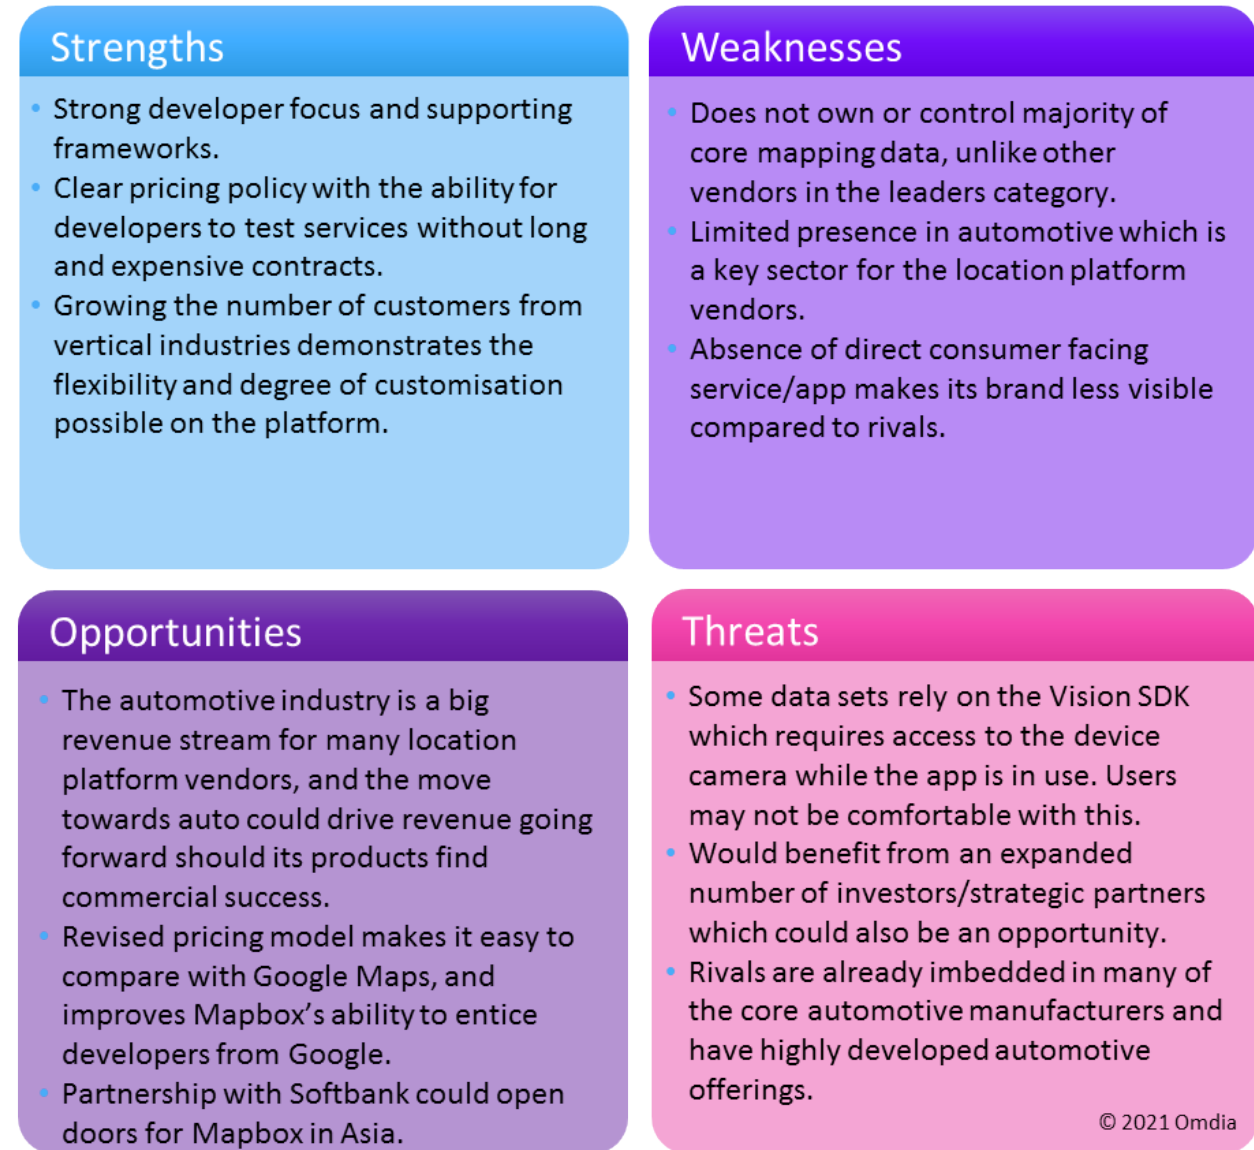 Strengths
• Strong developer focus and supporting
frameworks.
• Clear pricing policy with the ability for
developers to test services without long
and expensive contracts.
• Growing the number of customers from
vertical industries demonstrates the
flexibility and degree of customisation
possible on the platform.
Weaknesses
• Does not own or control majority of
core mapping data, unlike other
vendors in the leaders category.
• Limited presence in automotive which is
a key sector for the location platform
vendors.
• Absence of direct consumer facing
service/app makes its brand less visible
compared to rivals.
Opportunities
• The automotive industry is a big
revenue stream for many location
platform vendors, and the move
towards auto could drive revenue going
forward should its products find
commercial success.
• Revised pricing model makes it easy to
compare with Google Maps, and
improves Mapbox’s ability to entice
developers from Google.
• Partnership with Softbank could open
doors for Mapbox in Asia.
Threats
• Some data sets rely on the Vision SDK
which requires access to the device
camera while the app is in use. Users
may not be comfortable with this.
• Would benefit from an expanded
number of investors/strategic partners
which could also be an opportunity.
• Rivals are already imbedded in many of
the core automotive manufacturers and
have highly developed automotive
offerings.
© 2021 Omdia